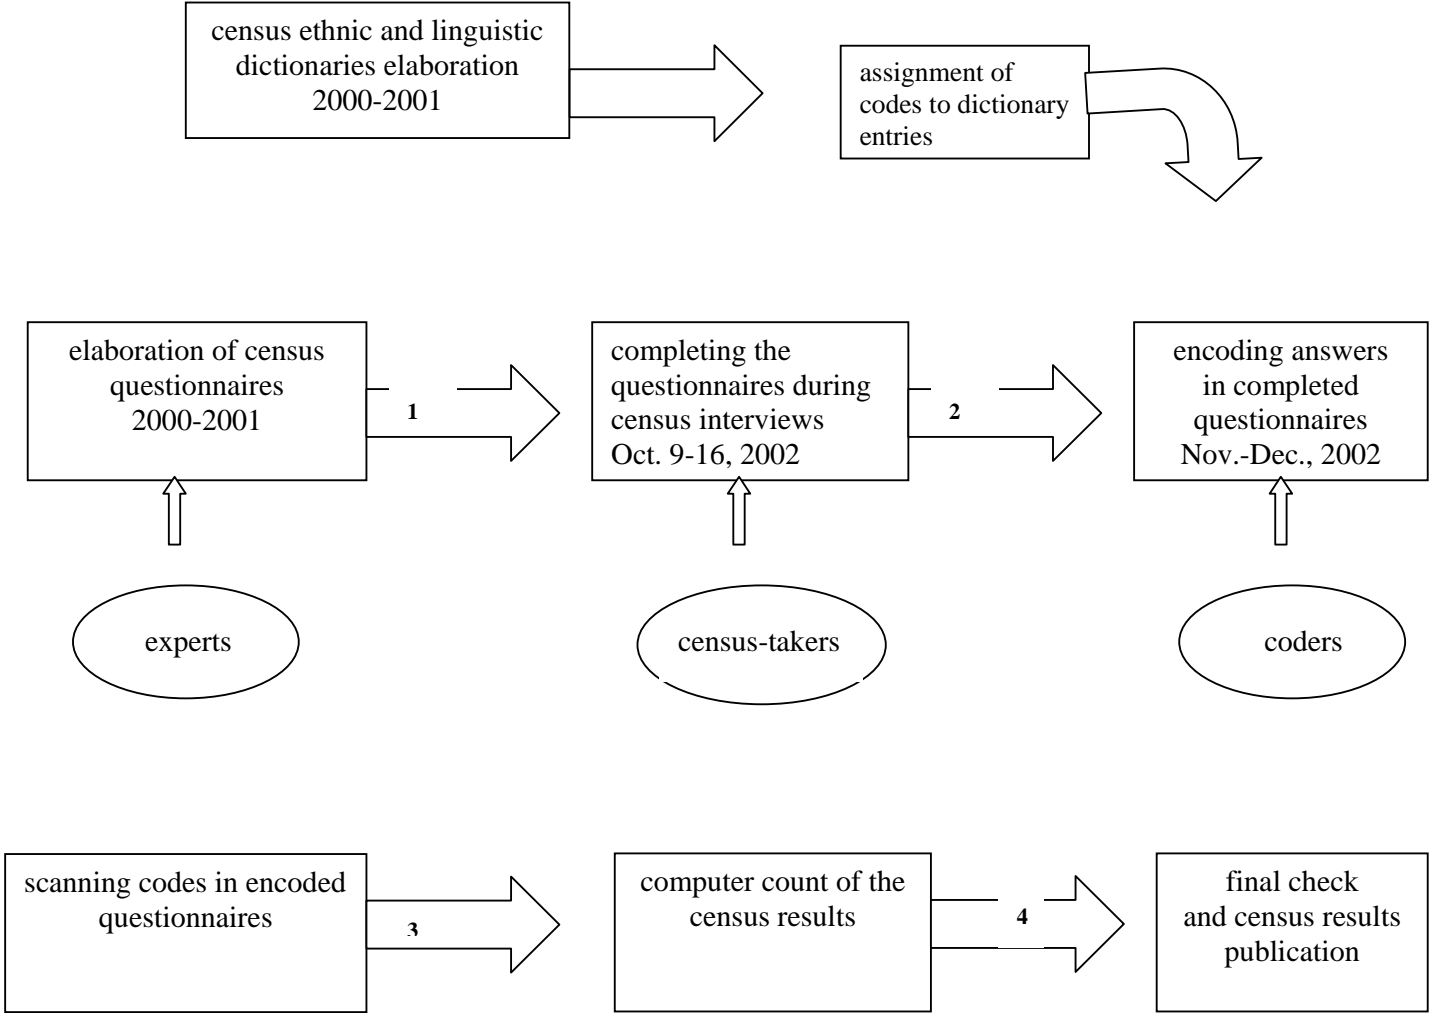 census ethnic and linguistic
dictionaries elaboration
2000-2001
assignment of
codes to dictionary
entries
elaboration of census
questionnaires
2000-2001
1
completing the
questionnaires during
census interviews
Oct. 9-16, 2002
2
encoding answers
in completed
questionnaires
Nov.-Dec., 2002
experts
census-takers
coders
scanning codes in encoded
questionnaires
3
computer count of the
census results
4
final check
and census results
publication